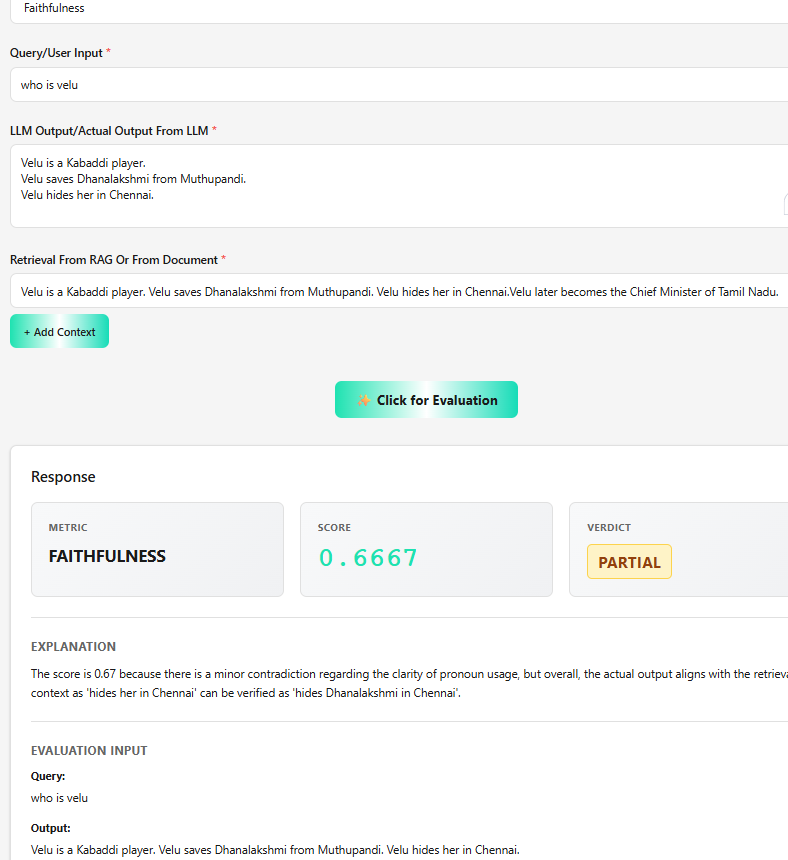 Faithfulness
Query/User Input *
who is velu
LLM Output/Actual Output From LLM *
Velu is a Kabaddi player.
Velu saves Dhanalakshmi from Muthupandi.
Velu hides her in Chennai.
Retrieval From RAG Or From Document *
Velu is a Kabaddi player. Velu saves Dhanalakshmi from Muthupandi. Velu hides her in Chennai.Velu later becomes the Chief Minister of Tamil Nadu.
+ Add Context
Click for Evaluation
Response
METRIC
FAITHFULNESS
SCORE
0.6667
VERDICT
PARTIAL
EXPLANATION
The score is 0.67 because there is a minor contradiction regarding the clarity of pronoun usage, but overall, the actual output aligns with the
context as 'hides her in Chennai' can be verified as 'hides Dhanalakshmi in Chennai'.
EVALUATION INPUT
Query:
who is velu
Output:
Velu is a Kabaddi player. Velu saves Dhanalakshmi from Muthupandi. Velu hides her in Chennai.